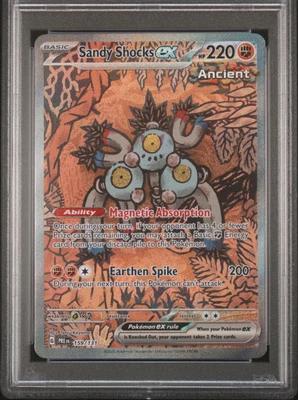 BASIC
Sandy Shocks ex HP 220
Ancient
Ability Magnetic Absorption
Once during your turn, if your opponent has 4 or fewer
Prize cards remaining, you may attach 1 Basic Energy
card from your discard pile to this Pokémon.
Earthen Spike 200
During your next turn, this Pokémon can't attack.
Pokémon ex rule
When your Pokémon ex
is Knocked Out, your opponent takes 2 Prize cards.